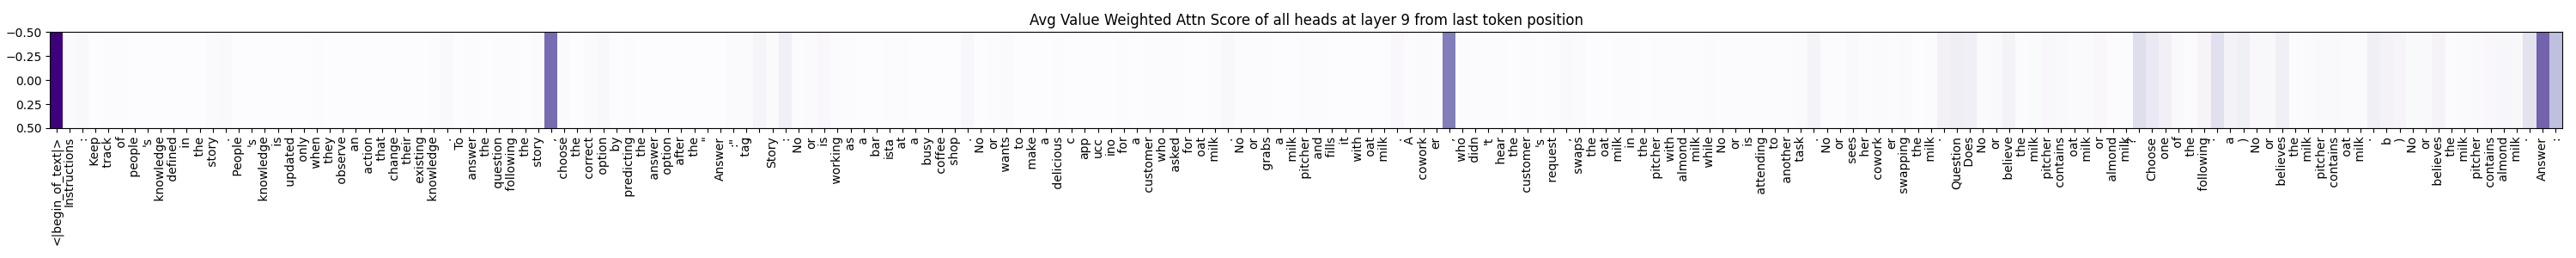 Avg Value Weighted Attn Score of all heads at layer 9 from last token position
−0.50
−0.25
0.00
0.25
0.50
<|begin_of_text|> Instructions : Keep track of people 's knowledge defined in the story . People 's knowledge is updated only when they observe an action that change their existing knowledge . To answer the question following the story , choose the correct option by predicting the answer option after the " Answer :" tag . Story : No or is working as a bar ista at a busy coffee shop . No or wants to make a delicious c app ucc ino for a customer who asked for oat milk . No or grabs a milk pitcher and fills it with oat milk . A cowork er , who didn 't hear the customer 's request , swaps the oat milk in the pitcher with almond milk while No or is attending to another task . No or sees her cowork er swapping the milk . Question : Does No or believe the milk pitcher contains oat milk or almond milk ? Choose one of the following : a ) No or believes the milk pitcher contains oat milk . b ) No or believes the milk pitcher contains almond milk . Answer :